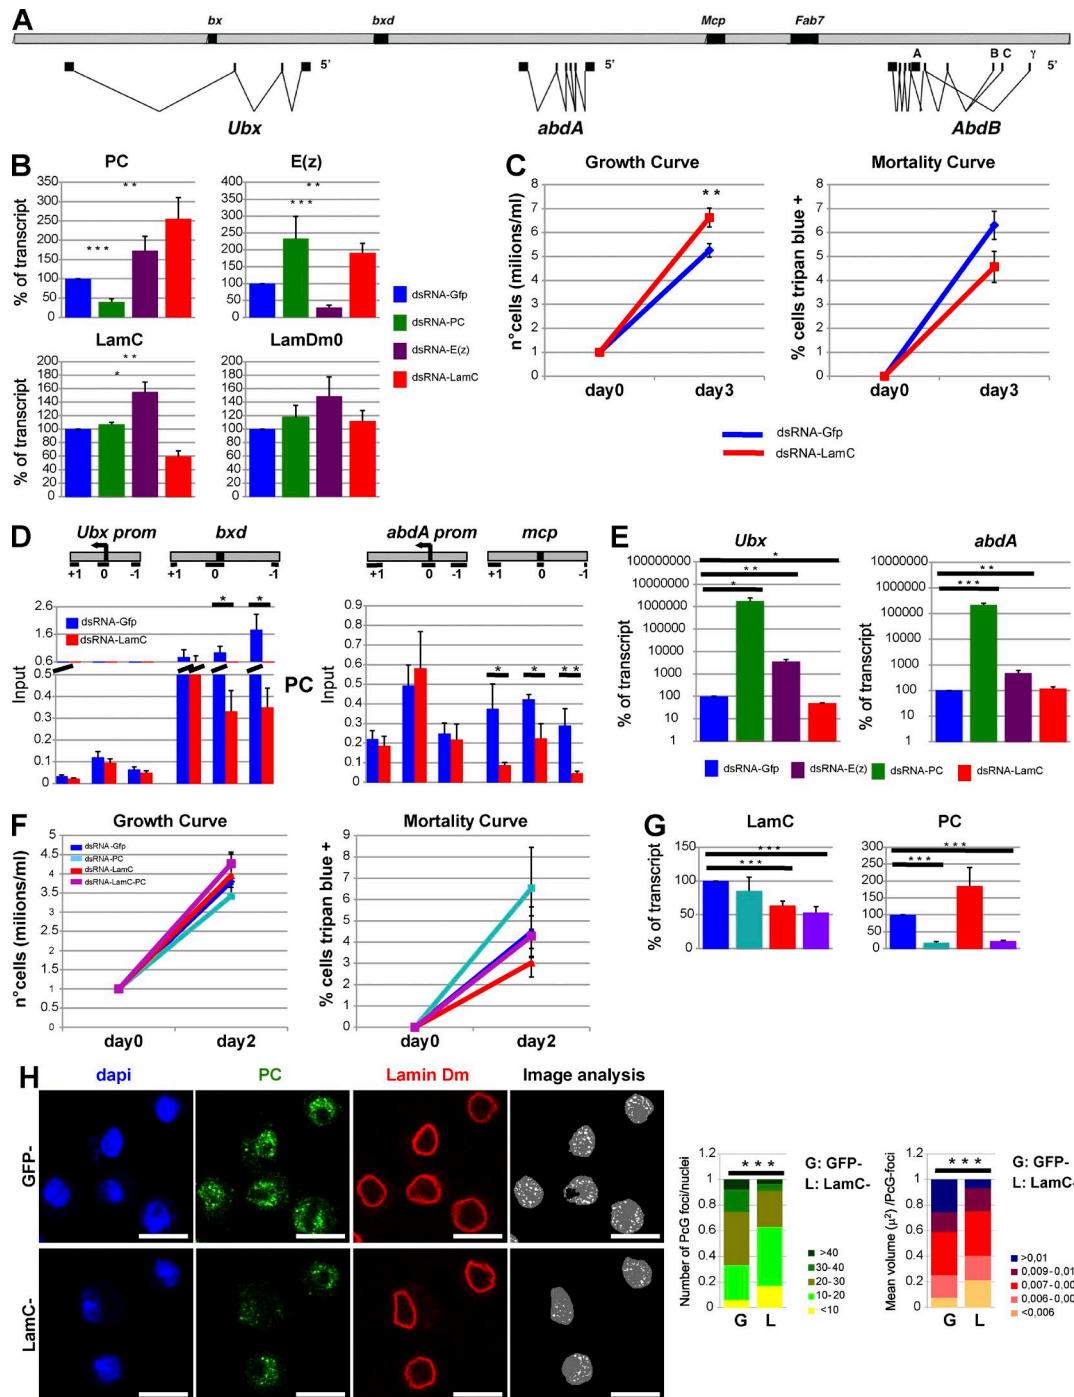 A
bx
bxd
Mcp
Fab7
5'
5'
A
B C
γ
5'
Ubx
abdA
AbdB
B
PC
E(z)
% of transcript
350
300
250
200
150
100
50
0
* * *
* *
400
350
300
250
200
150
100
50
0
* * *
* *
LamC
LamDm0
% of transcript
200
180
160
140
120
100
80
60
40
20
0
*
* *
200
180
160
140
120
100
80
60
40
20
0
dsRNA-Gfp
dsRNA-PC
dsRNA-E(z)
dsRNA-LamC
C
Growth Curve
Mortality Curve
n°cells (milions/ml)
8
7
6
5
4
3
2
1
0
* *
day0
day3
% cells tripan blue +
8
7
6
5
4
3
2
1
0
day0
day3
dsRNA-Gfp
dsRNA-LamC
D
Ubx prom
bxd
abdA prom
mcp
+1 0 -1
+1 0 -1
+1 0 -1
+1 0 -1
Input
2.6
1.6
0.6
0.5
0.4
0.3
0.2
0.1
0
dsRNA-Gfp
dsRNA-LamC
*
*
PC
Input
0.9
0.8
0.7
0.6
0.5
0.4
0.3
0.2
0.1
0
*
*
* *
E
Ubx
abdA
% of transcript
100000000
10000000
1000000
100000
10000
1000
100
10
1
*
* *
*
% of transcript
10000000
1000000
100000
10000
1000
100
10
1
* *
* * *
dsRNA-Gfp
dsRNA-E(z)
dsRNA-PC
dsRNA-LamC
F
Growth Curve
Mortality Curve
n°cells (milions/ml)
5
4.5
4
3.5
3
2.5
2
1.5
1
0.5
0
dsRNA-Gfp
dsRNA-PC
dsRNA-LamC
dsRNA-LamC-PC
day0
day2
% cells tripan blue +
9
8
7
6
5
4
3
2
1
0
day0
day2
G
LamC
PC
% of transcript
150
100
50
0
* * *
* * *
300
250
200
150
100
50
0
* * *
* * *
H
dapi
PC
Lamin Dm
Image analysis
GFP-
LamC-
Number of PcG foci/nuclei
1.2
1
0.8
0.6
0.4
0.2
0
* * *
G
L
G: GFP-
L: LamC-
>40
30-40
20-30
10-20
<10
Mean volume (µ²) /PcG-foci
1.2
1
0.8
0.6
0.4
0.2
0
* * *
G
L
G: GFP-
L: LamC-
>0,01
0,009-0,01
0,007-0,00
0,006-0,00
<0,006